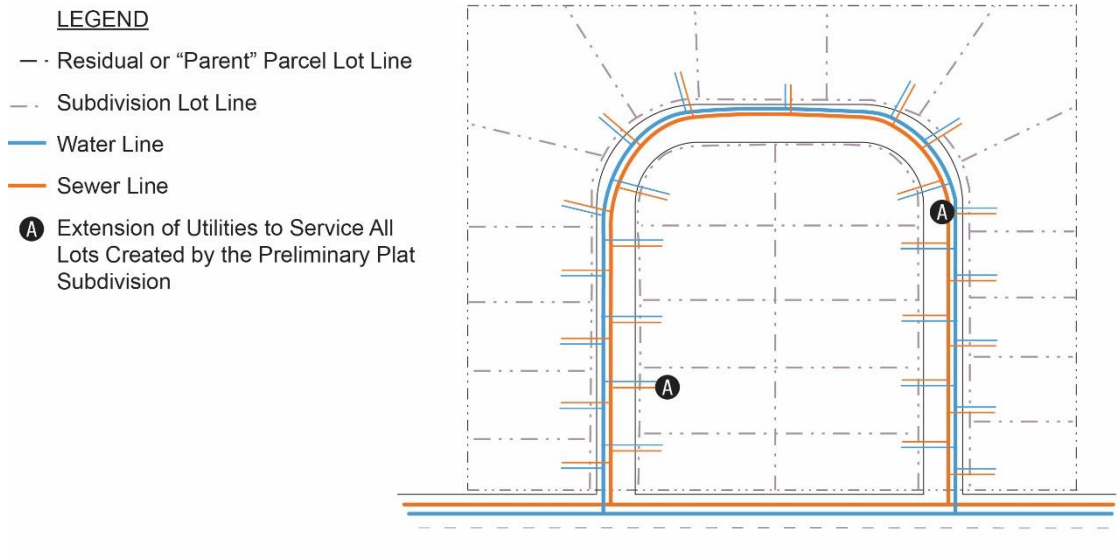 LEGEND
Residual or “Parent” Parcel Lot Line
Subdivision Lot Line
Water Line
Sewer Line
A Extension of Utilities to Service All
Lots Created by the Preliminary Plat
Subdivision
A
A